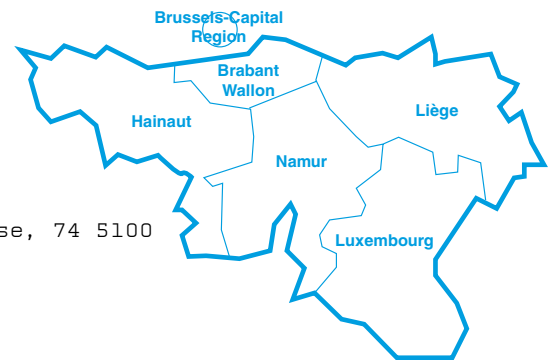 Brussels-Capital
Region
Brabant
Wallon
Hainaut
Liège
Namur
se, 74 5100
Luxembourg